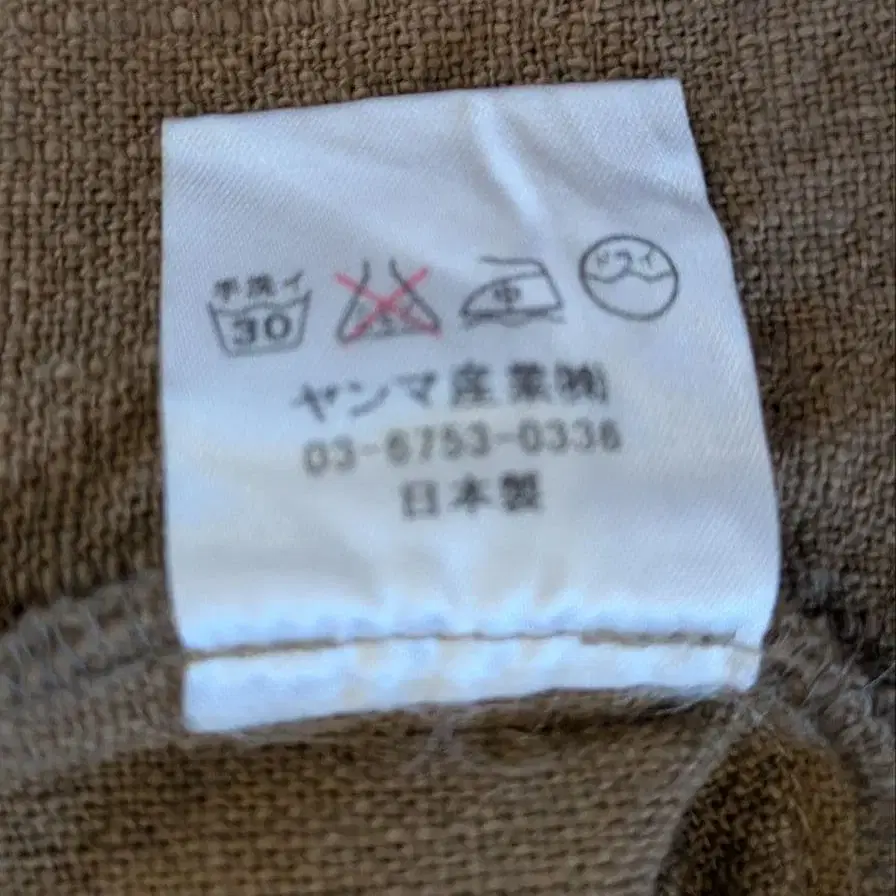 手洗イ 30 中 ドライ
ヤンマ産業㈱
03-6753-0336
日本製